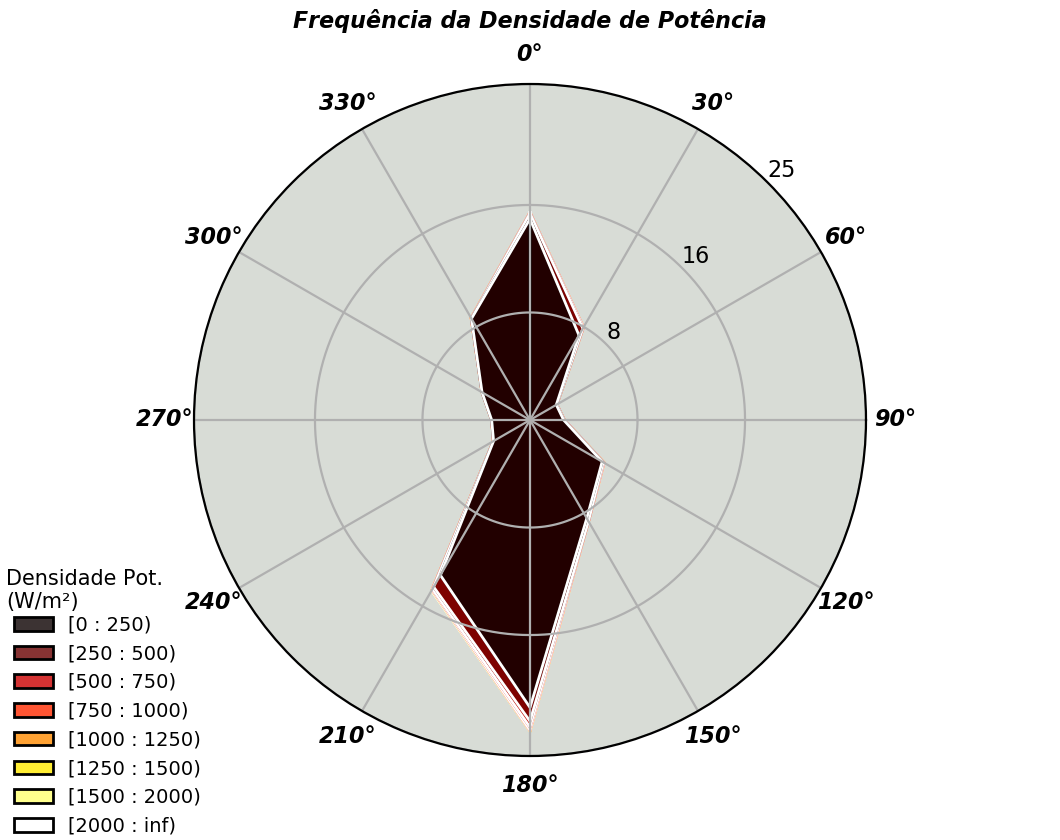 Frequência da Densidade de Potência
0°
330°
30°
25
300°
60°
16
8
270°
90°
Densidade Pot.
(W/m²)
240°
120°
[0 : 250)
[250 : 500)
[500 : 750)
[750 : 1000)
210°
150°
[1000 : 1250)
[1250 : 1500)
180°
[1500 : 2000)
[2000 : inf)